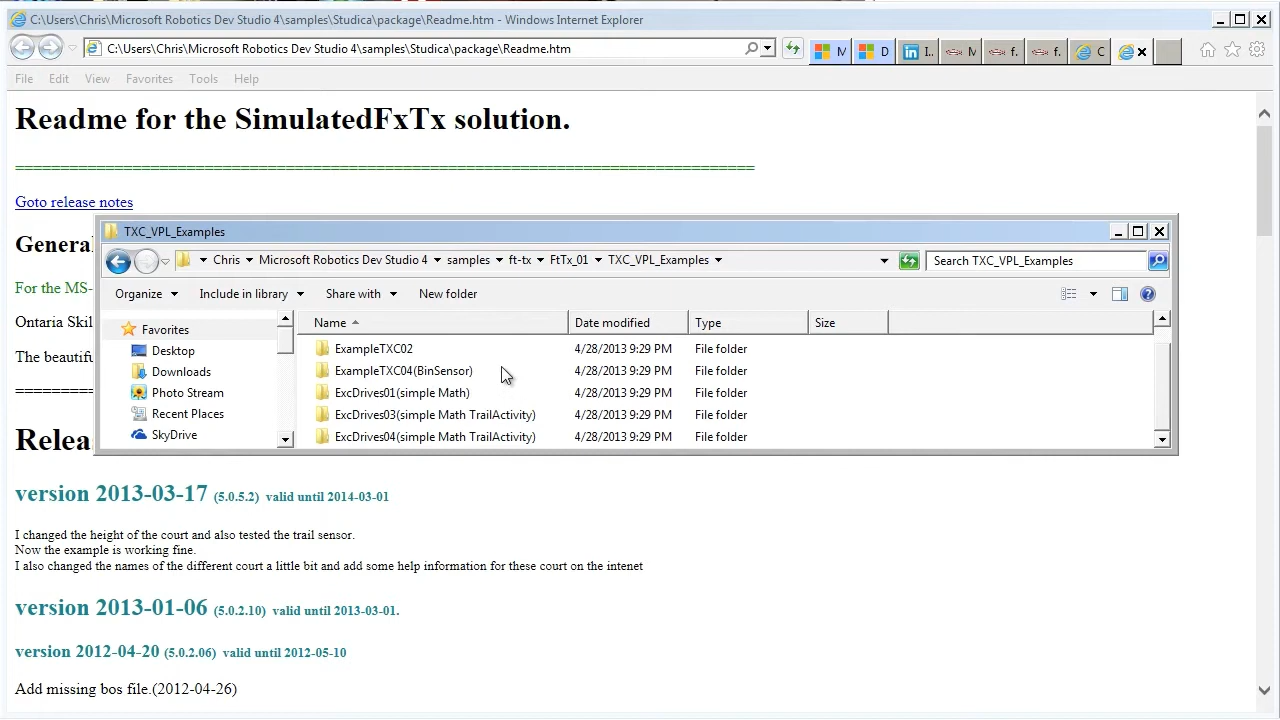 C:\Users\Chris\Microsoft Robotics Dev Studio 4\samples\Studica\package\Readme.htm - Windows Internet Explorer
C:\Users\Chris\Microsoft Robotics Dev Studio 4\samples\Studica\package\Readme.htm
M D I.. M f. f. C
File Edit View Favorites Tools Help
Readme for the SimulatedFxTx solution.
==================================================================================
Goto release notes
General
For the MS-
Ontaria Skil
The beautifu
=========
Relea
TXC_VPL_Examples
Chris Microsoft Robotics Dev Studio 4 samples ft-tx FtTx_01 TXC_VPL_Examples
Search TXC_VPL_Examples
Organize Include in library Share with New folder
Favorites
Desktop
Downloads
Photo Stream
Recent Places
SkyDrive
Name Date modified Type Size
ExampleTXC02 4/28/2013 9:29 PM File folder
ExampleTXC04(BinSensor) 4/28/2013 9:29 PM File folder
ExcDrives01(simple Math) 4/28/2013 9:29 PM File folder
ExcDrives03(simple Math TrailActivity) 4/28/2013 9:29 PM File folder
ExcDrives04(simple Math TrailActivity) 4/28/2013 9:29 PM File folder
version 2013-03-17 (5.0.5.2) valid until 2014-03-01
I changed the height of the court and also tested the trail sensor.
Now the example is working fine.
I also changed the names of the different court a little bit and add some help information for these court on the intenet
version 2013-01-06 (5.0.2.10) valid until 2013-03-01.
version 2012-04-20 (5.0.2.06) valid until 2012-05-10
Add missing bos file.(2012-04-26)